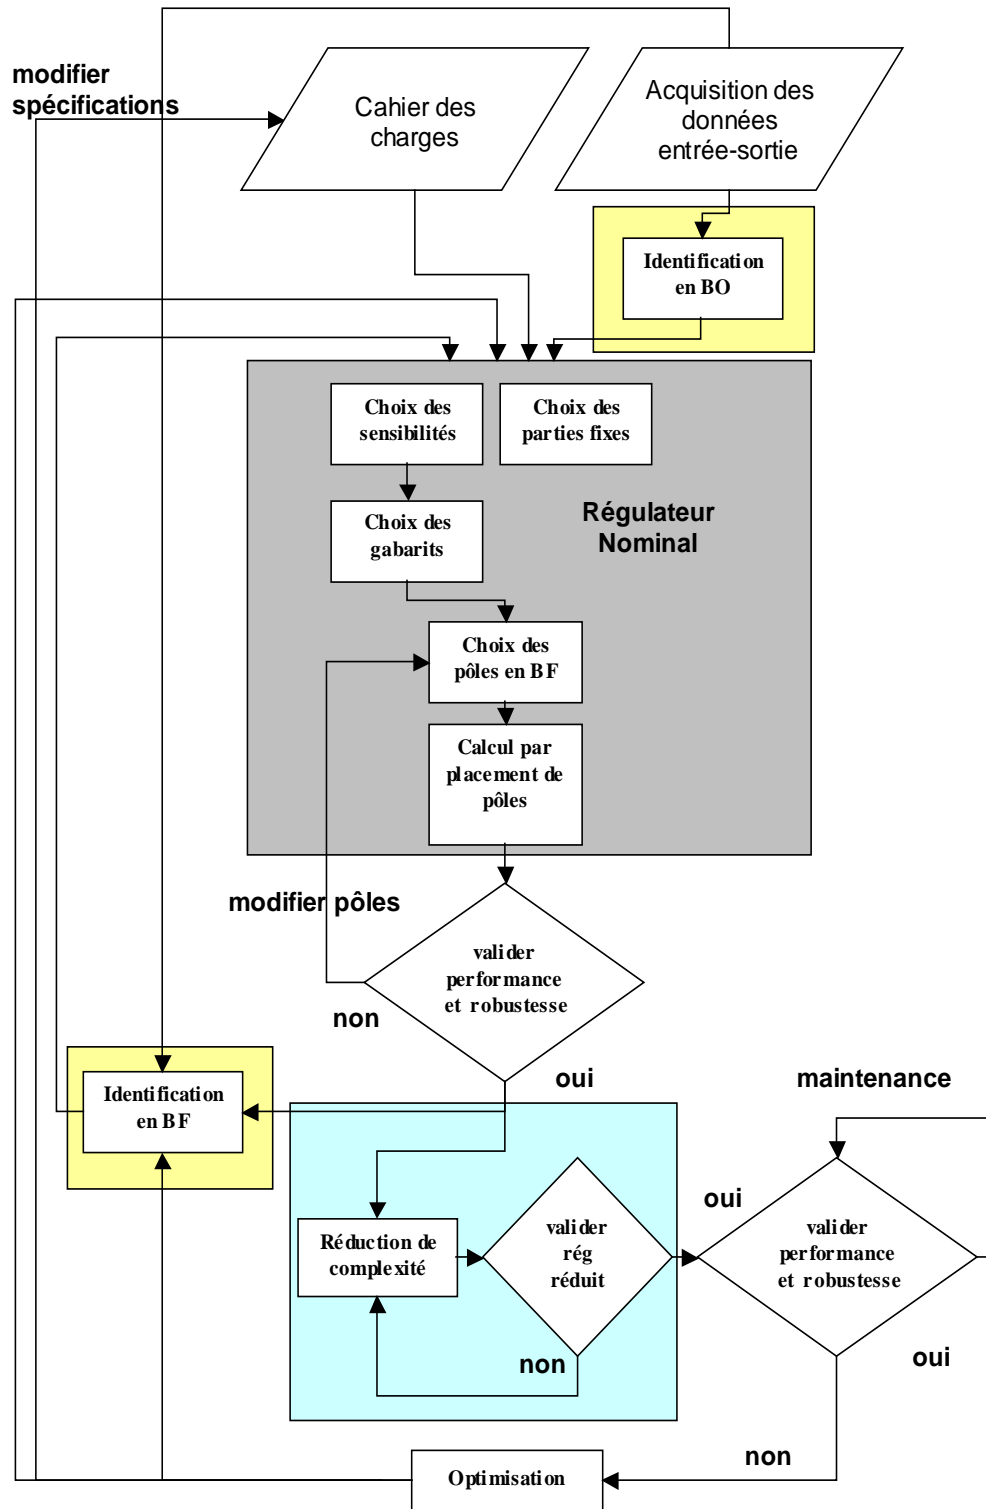 modifier
spécifications
Cahier des
charges
Acquisition des
données
entrée-sortie
Identification
en BO
Choix des
sensibilités
Choix des
parties fixes
Choix des
gabarits
Régulateur
Nominal
Choix des
pôles en BF
Calcul par
placement de
pôles
modifier pôles
valider
performance
et robustesse
non
oui
Identification
en BF
maintenance
Réduction de
complexité
valider
rég
réduit
oui
valider
performance
et robustesse
non
oui
non
Optimisation